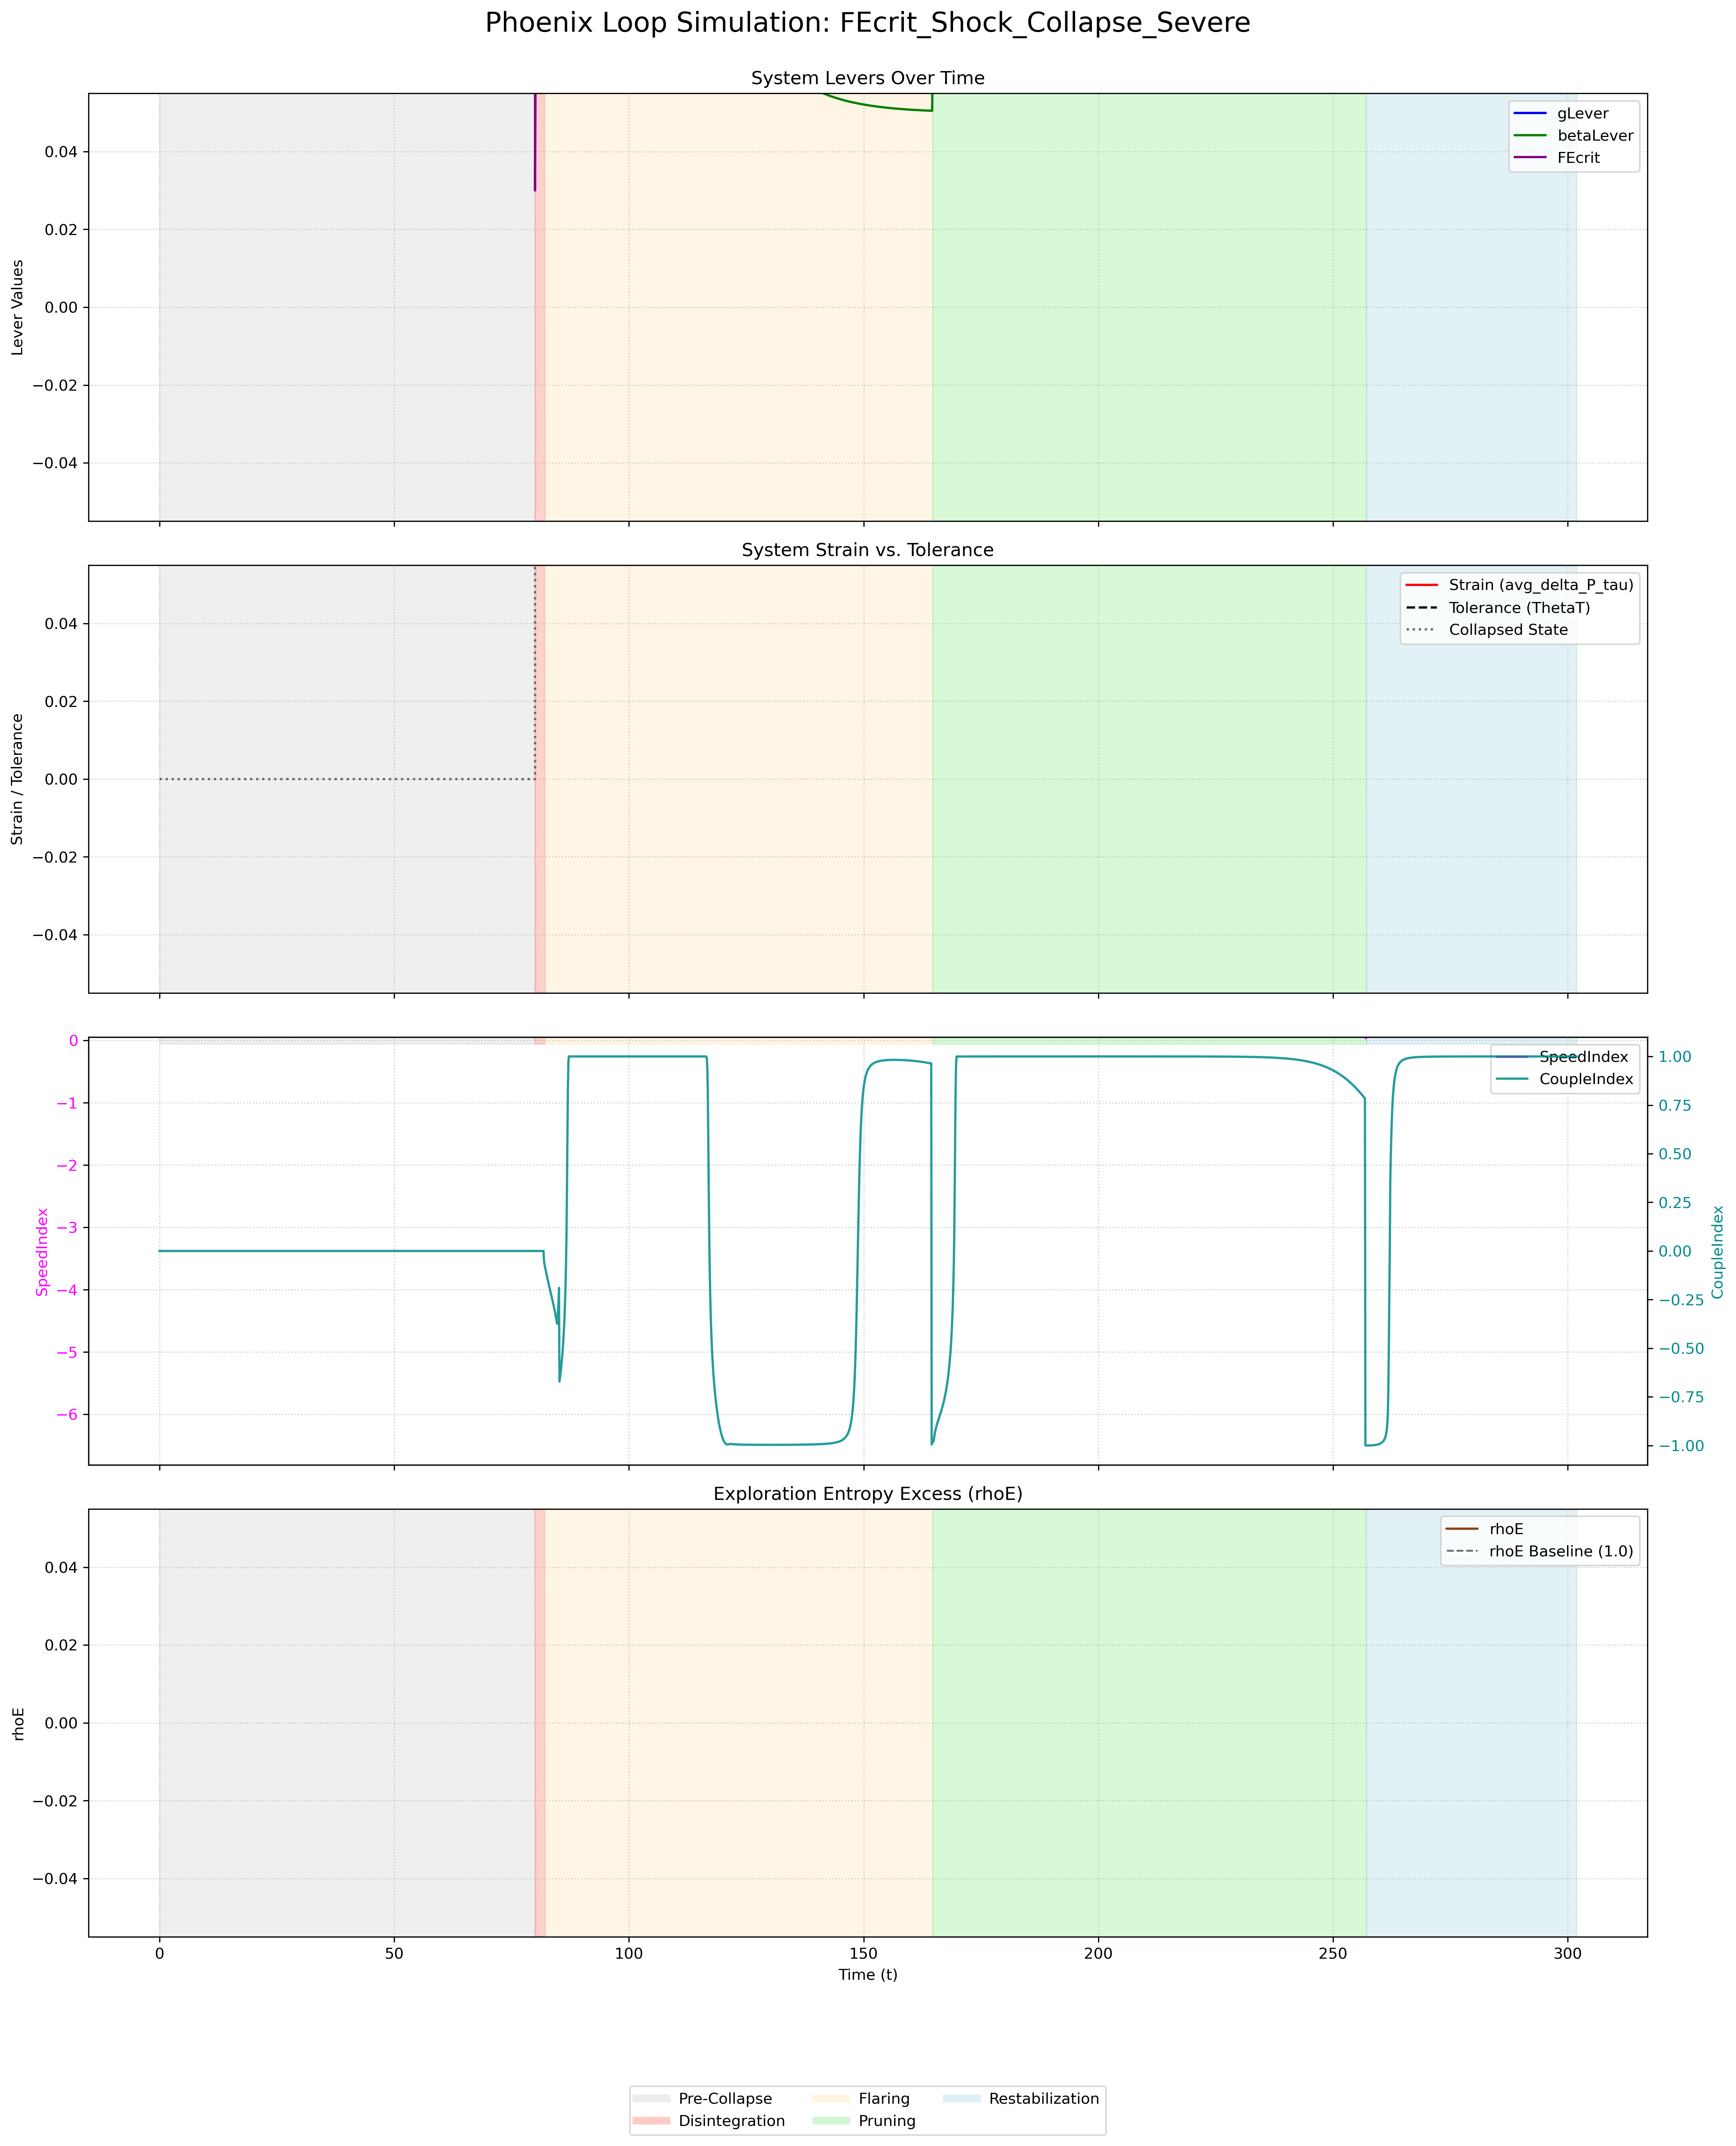 Phoenix Loop Simulation: FEcrit_Shock_Collapse_Severe
System Levers Over Time
gLever
betaLever
FEcrit
0.04
0.02
0.00
−0.02
−0.04
Lever Values
System Strain vs. Tolerance
Strain (avg_delta_P_tau)
Tolerance (ThetaT)
Collapsed State
0.04
0.02
0.00
−0.02
−0.04
Strain / Tolerance
SpeedIndex
CoupleIndex
0
−1
−2
−3
−4
−5
−6
SpeedIndex
1.00
0.75
0.50
0.25
0.00
−0.25
−0.50
−0.75
−1.00
CoupleIndex
Exploration Entropy Excess (rhoE)
rhoE
rhoE Baseline (1.0)
0.04
0.02
0.00
−0.02
−0.04
rhoE
0 50 100 150 200 250 300
Time (t)
Pre-Collapse Flaring Restabilization
Disintegration Pruning